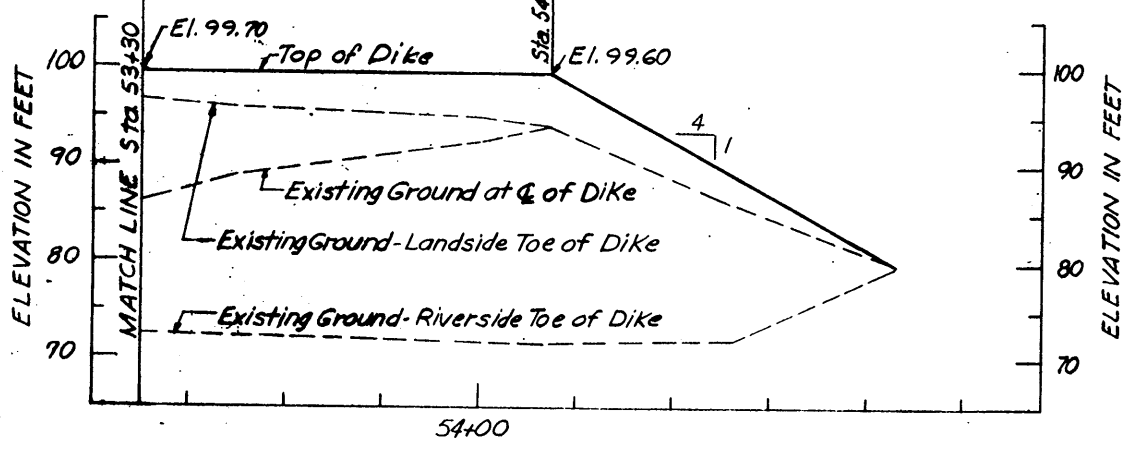 El. 99.70
Sta. 54
100
Top of Dike
El. 99.60
100
ELEVATION IN FEET
MATCH LINE Sta 53+30
4
1
90
Existing Ground at ℄ of Dike
90
ELEVATION IN FEET
80
Existing Ground - Landside Toe of Dike
80
Existing Ground - Riverside Toe of Dike
70
70
54+00